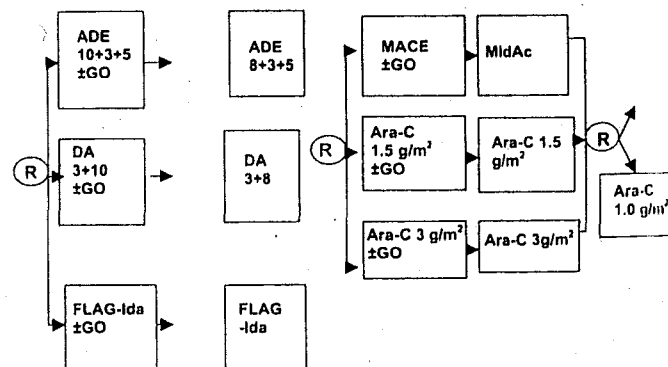 ADE
10+3+5
±GO
ADE
8+3+5
MACE
±GO
MidAc
R
DA
3+10
±GO
DA
3+8
R
Ara-C
1.5 g/m²
±GO
Ara-C 1.5
g/m²
R
Ara-C
1.0 g/m²
Ara-C 3 g/m²
±GO
Ara-C 3g/m²
FLAG-Ida
±GO
FLAG
-Ida